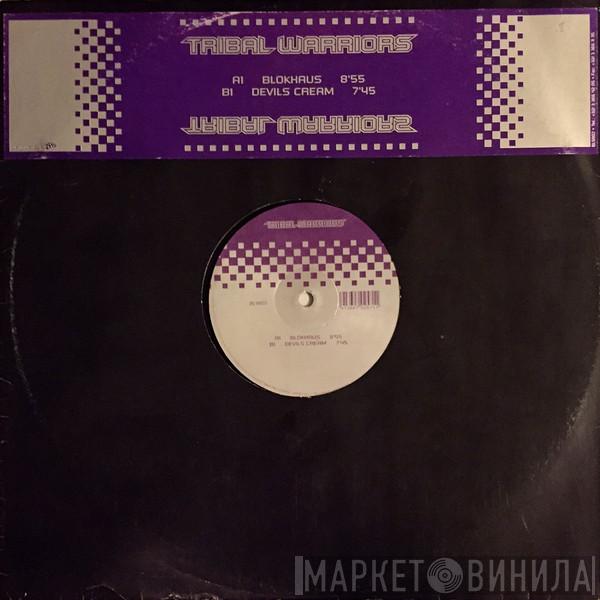 TRIBAL WARRIORS
A1 BLOKHAUS 8'55
B1 DEVILS CREAM 7'45
TRIBAL WARRIORS
TRIBAL WARRIORS
A1 BLOKHAUS 8'55
B1 DEVILS CREAM 7'45
МАРКЕТ ВИНИЛА